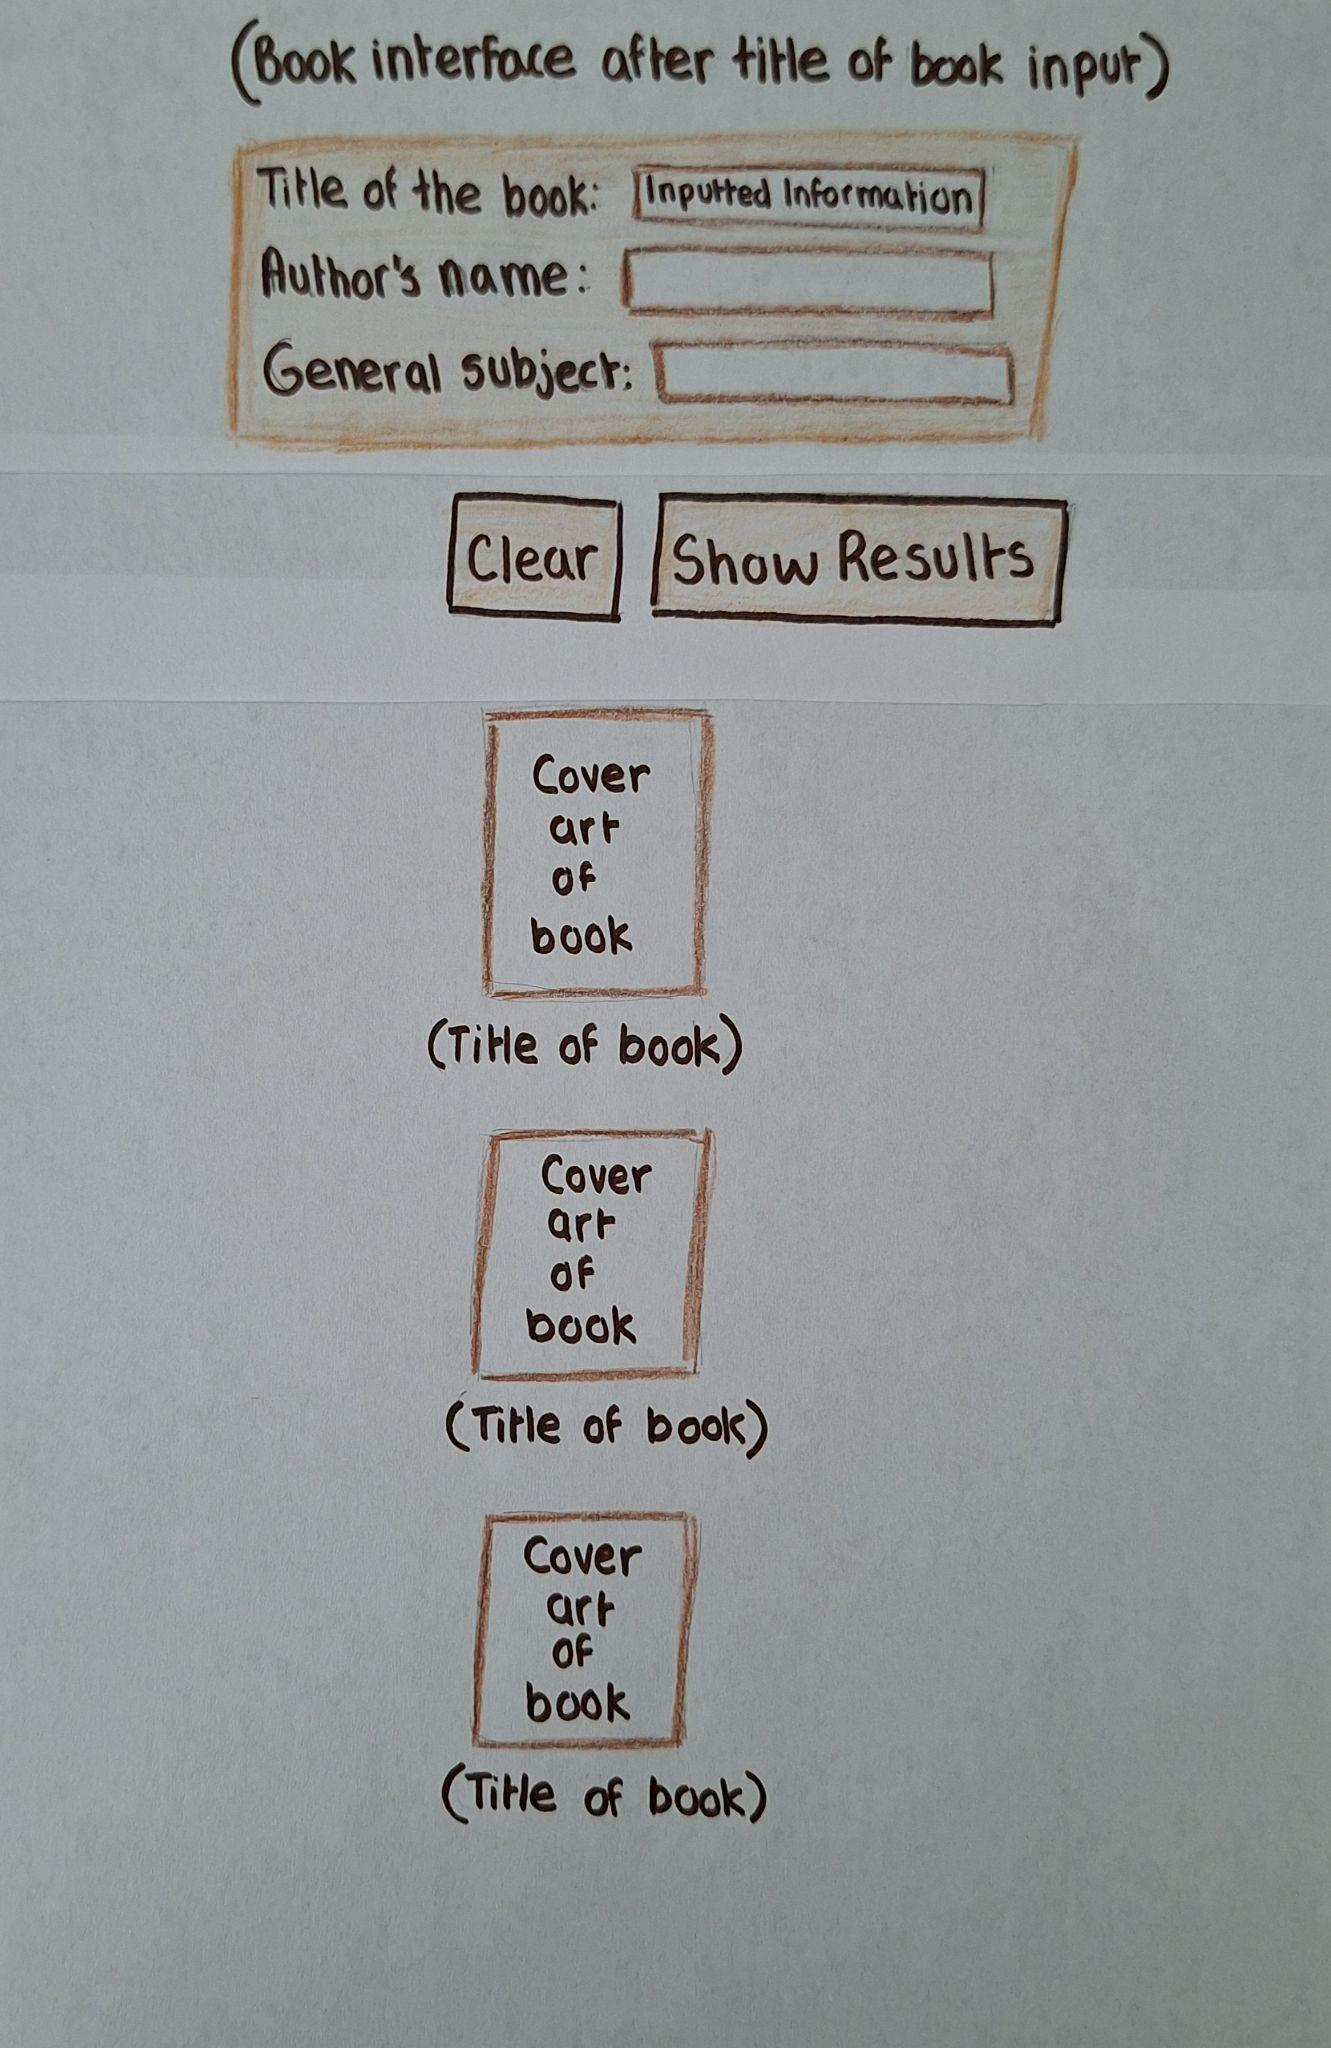 (Book interface after title of book input)
Title of the book: Inputted Information
Author's name:
General subject:
Clear Show Results
Cover
art
of
book
(Title of book)
Cover
art
of
book
(Title of book)
Cover
art
of
book
(Title of book)